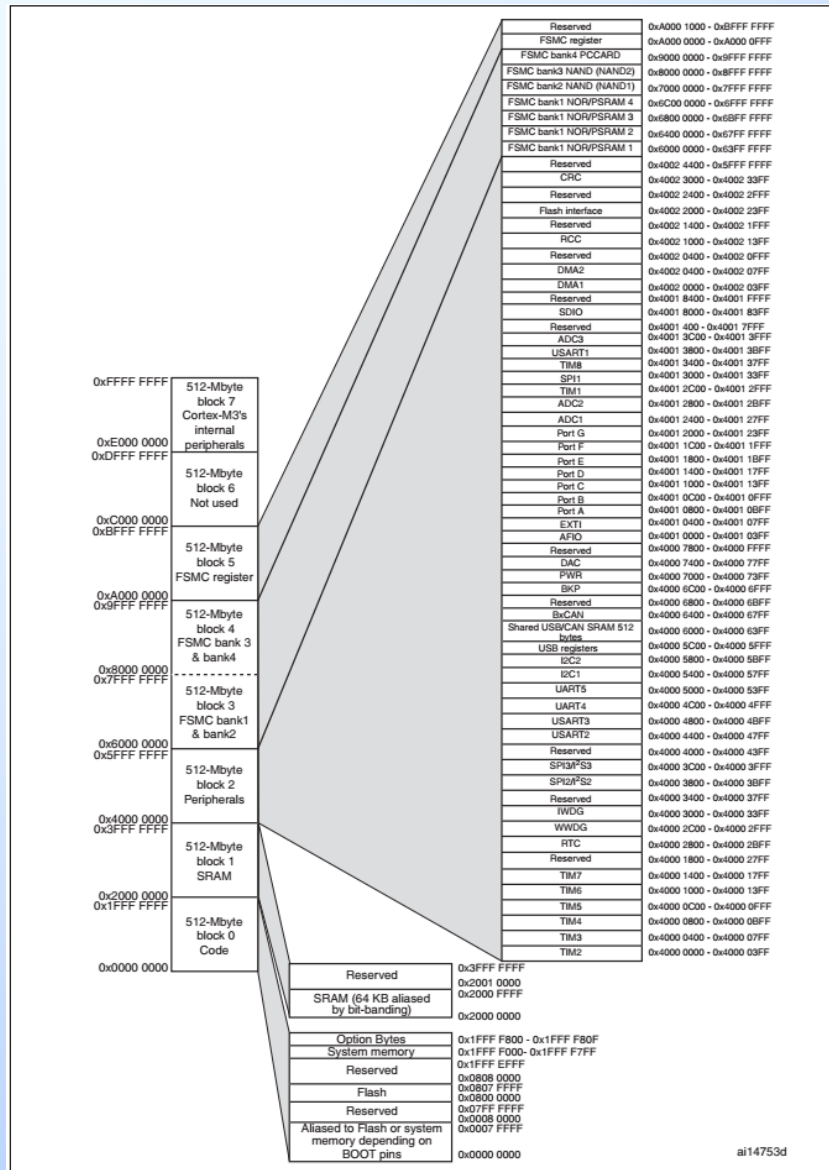 Reserved 0xA000 1000 - 0xBFFF FFFF
FSMC register 0xA000 0000 - 0xA000 0FFF
FSMC bank4 PCCARD 0x9000 0000 - 0x9FFF FFFF
FSMC bank3 NAND (NAND2) 0x8000 0000 - 0x8FFF FFFF
FSMC bank2 NAND (NAND1) 0x7000 0000 - 0x7FFF FFFF
FSMC bank1 NOR/PSRAM 4 0x6C00 0000 - 0x6FFF FFFF
FSMC bank1 NOR/PSRAM 3 0x6800 0000 - 0x6BFF FFFF
FSMC bank1 NOR/PSRAM 2 0x6400 0000 - 0x67FF FFFF
FSMC bank1 NOR/PSRAM 1 0x6000 0000 - 0x63FF FFFF
Reserved 0x4002 4400 - 0x5FFF FFFF
CRC 0x4002 3000 - 0x4002 33FF
Reserved 0x4002 2400 - 0x4002 2FFF
Flash interface 0x4002 2000 - 0x4002 23FF
Reserved 0x4002 1400 - 0x4002 1FFF
RCC 0x4002 1000 - 0x4002 13FF
Reserved 0x4002 0400 - 0x4002 0FFF
DMA2 0x4002 0400 - 0x4002 07FF
DMA1 0x4002 0000 - 0x4002 03FF
Reserved 0x4001 8400 - 0x4001 FFFF
SDIO 0x4001 8000 - 0x4001 83FF
Reserved 0x4001 400 - 0x4001 7FFF
ADC3 0x4001 3C00 - 0x4001 3FFF
USART1 0x4001 3800 - 0x4001 3BFF
TIM8 0x4001 3400 - 0x4001 37FF
SPI1 0x4001 3000 - 0x4001 33FF
TIM1 0x4001 2C00 - 0x4001 2FFF
ADC2 0x4001 2800 - 0x4001 2BFF
ADC1 0x4001 2400 - 0x4001 27FF
Port G 0x4001 2000 - 0x4001 23FF
Port F 0x4001 1C00 - 0x4001 1FFF
Port E 0x4001 1800 - 0x4001 1BFF
Port D 0x4001 1400 - 0x4001 17FF
Port C 0x4001 1000 - 0x4001 13FF
Port B 0x4001 0C00 - 0x4001 0FFF
Port A 0x4001 0800 - 0x4001 0BFF
EXTI 0x4001 0400 - 0x4001 07FF
AFIO 0x4001 0000 - 0x4001 03FF
Reserved 0x4000 7800 - 0x4000 FFFF
DAC 0x4000 7400 - 0x4000 77FF
PWR 0x4000 7000 - 0x4000 73FF
BKP 0x4000 6C00 - 0x4000 6FFF
Reserved 0x4000 6800 - 0x4000 6BFF
BxCAN 0x4000 6400 - 0x4000 67FF
Shared USB/CAN SRAM 512
bytes 0x4000 6000 - 0x4000 63FF
USB registers 0x4000 5C00 - 0x4000 5FFF
I2C2 0x4000 5800 - 0x4000 5BFF
I2C1 0x4000 5400 - 0x4000 57FF
UART5 0x4000 5000 - 0x4000 53FF
UART4 0x4000 4C00 - 0x4000 4FFF
USART3 0x4000 4800 - 0x4000 4BFF
USART2 0x4000 4400 - 0x4000 47FF
Reserved 0x4000 4000 - 0x4000 43FF
SPI3/I²S3 0x4000 3C00 - 0x4000 3FFF
SPI2/I²S2 0x4000 3800 - 0x4000 3BFF
Reserved 0x4000 3400 - 0x4000 37FF
IWDG 0x4000 3000 - 0x4000 33FF
WWDG 0x4000 2C00 - 0x4000 2FFF
RTC 0x4000 2800 - 0x4000 2BFF
Reserved 0x4000 1800 - 0x4000 27FF
TIM7 0x4000 1400 - 0x4000 17FF
TIM6 0x4000 1000 - 0x4000 13FF
TIM5 0x4000 0C00 - 0x4000 0FFF
TIM4 0x4000 0800 - 0x4000 0BFF
TIM3 0x4000 0400 - 0x4000 07FF
TIM2 0x4000 0000 - 0x4000 03FF
0xFFFF FFFF
512-Mbyte
block 7
Cortex-M3's
internal
peripherals
0xE000 0000
0xDFFF FFFF
512-Mbyte
block 6
Not used
0xC000 0000
0xBFFF FFFF
512-Mbyte
block 5
FSMC register
0xA000 0000
0x9FFF FFFF
512-Mbyte
block 4
FSMC bank 3
& bank4
0x8000 0000
0x7FFF FFFF
512-Mbyte
block 3
FSMC bank1
& bank2
0x6000 0000
0x5FFF FFFF
512-Mbyte
block 2
Peripherals
0x4000 0000
0x3FFF FFFF
512-Mbyte
block 1
SRAM
0x2000 0000
0x1FFF FFFF
512-Mbyte
block 0
Code
0x0000 0000
0x3FFF FFFF
Reserved
0x2001 0000
0x2000 FFFF
SRAM (64 KB aliased
by bit-banding)
0x2000 0000
Option Bytes 0x1FFF F800 - 0x1FFF F80F
System memory 0x1FFF F000- 0x1FFF F7FF
0x1FFF EFFF
Reserved
0x0808 0000
0x0807 FFFF
Flash
0x0800 0000
0x07FF FFFF
Reserved
0x0008 0000
0x0007 FFFF
Aliased to Flash or system
memory depending on
BOOT pins
0x0000 0000
ai14753d